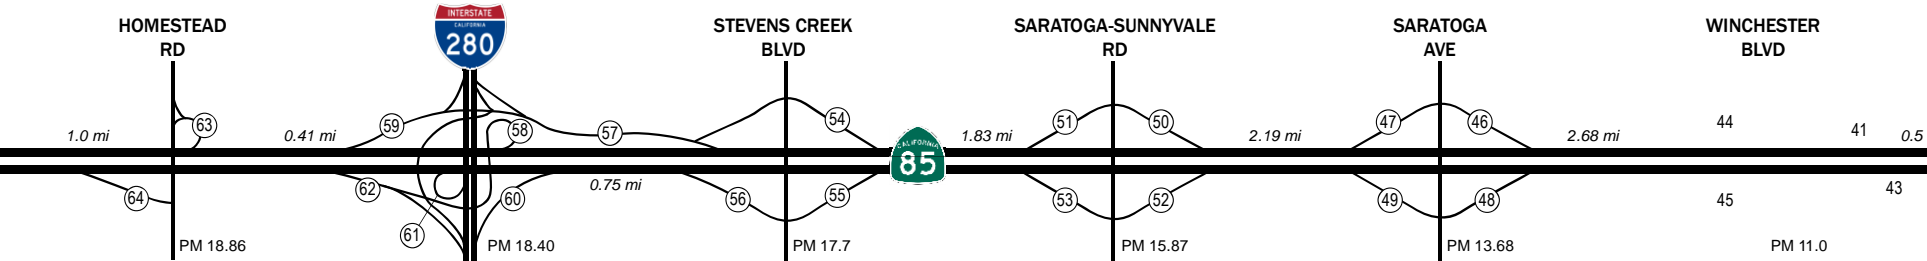 HOMESTEAD
RD
INTERSTATE
CALIFORNIA
280
STEVENS CREEK
BLVD
SARATOGA-SUNNYVALE
RD
SARATOGA
AVE
WINCHESTER
BLVD
63
59
58
57
54
51
50
47
46
44
41
1.0 mi
0.41 mi
CALIFORNIA
85
1.83 mi
2.19 mi
2.68 mi
0.5
64
62
61
60
0.75 mi
56
55
53
52
49
48
45
43
PM 18.86
PM 18.40
PM 17.7
PM 15.87
PM 13.68
PM 11.0